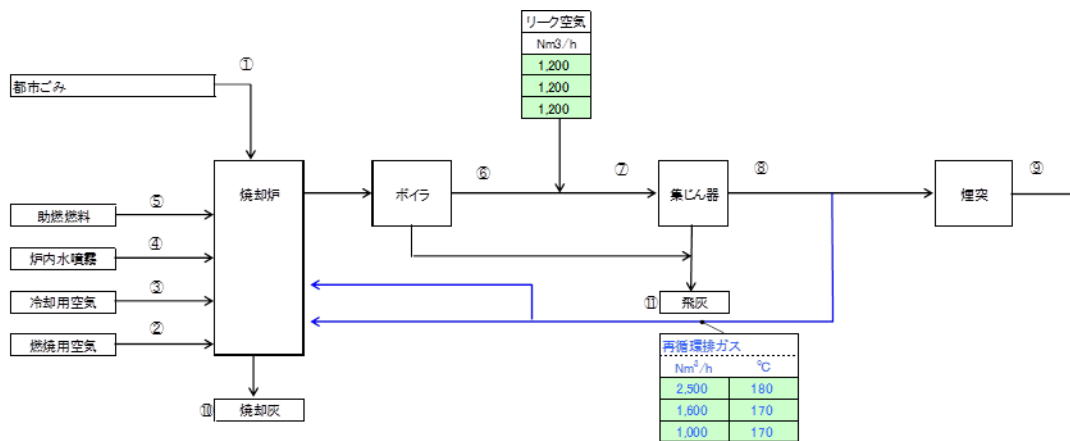 リーク空気
Nm3/h
1,200
1,200
1,200
①
都市ごみ
焼却炉
ボイラ
⑥
⑦
集じん器
⑧
煙突
⑨
⑤
助燃燃料
④
炉内水噴霧
③
冷却用空気
②
燃焼用空気
⑪
飛灰
⑩
焼却灰
再循環排ガス
Nm³/h ℃
2,500 180
1,600 170
1,000 170